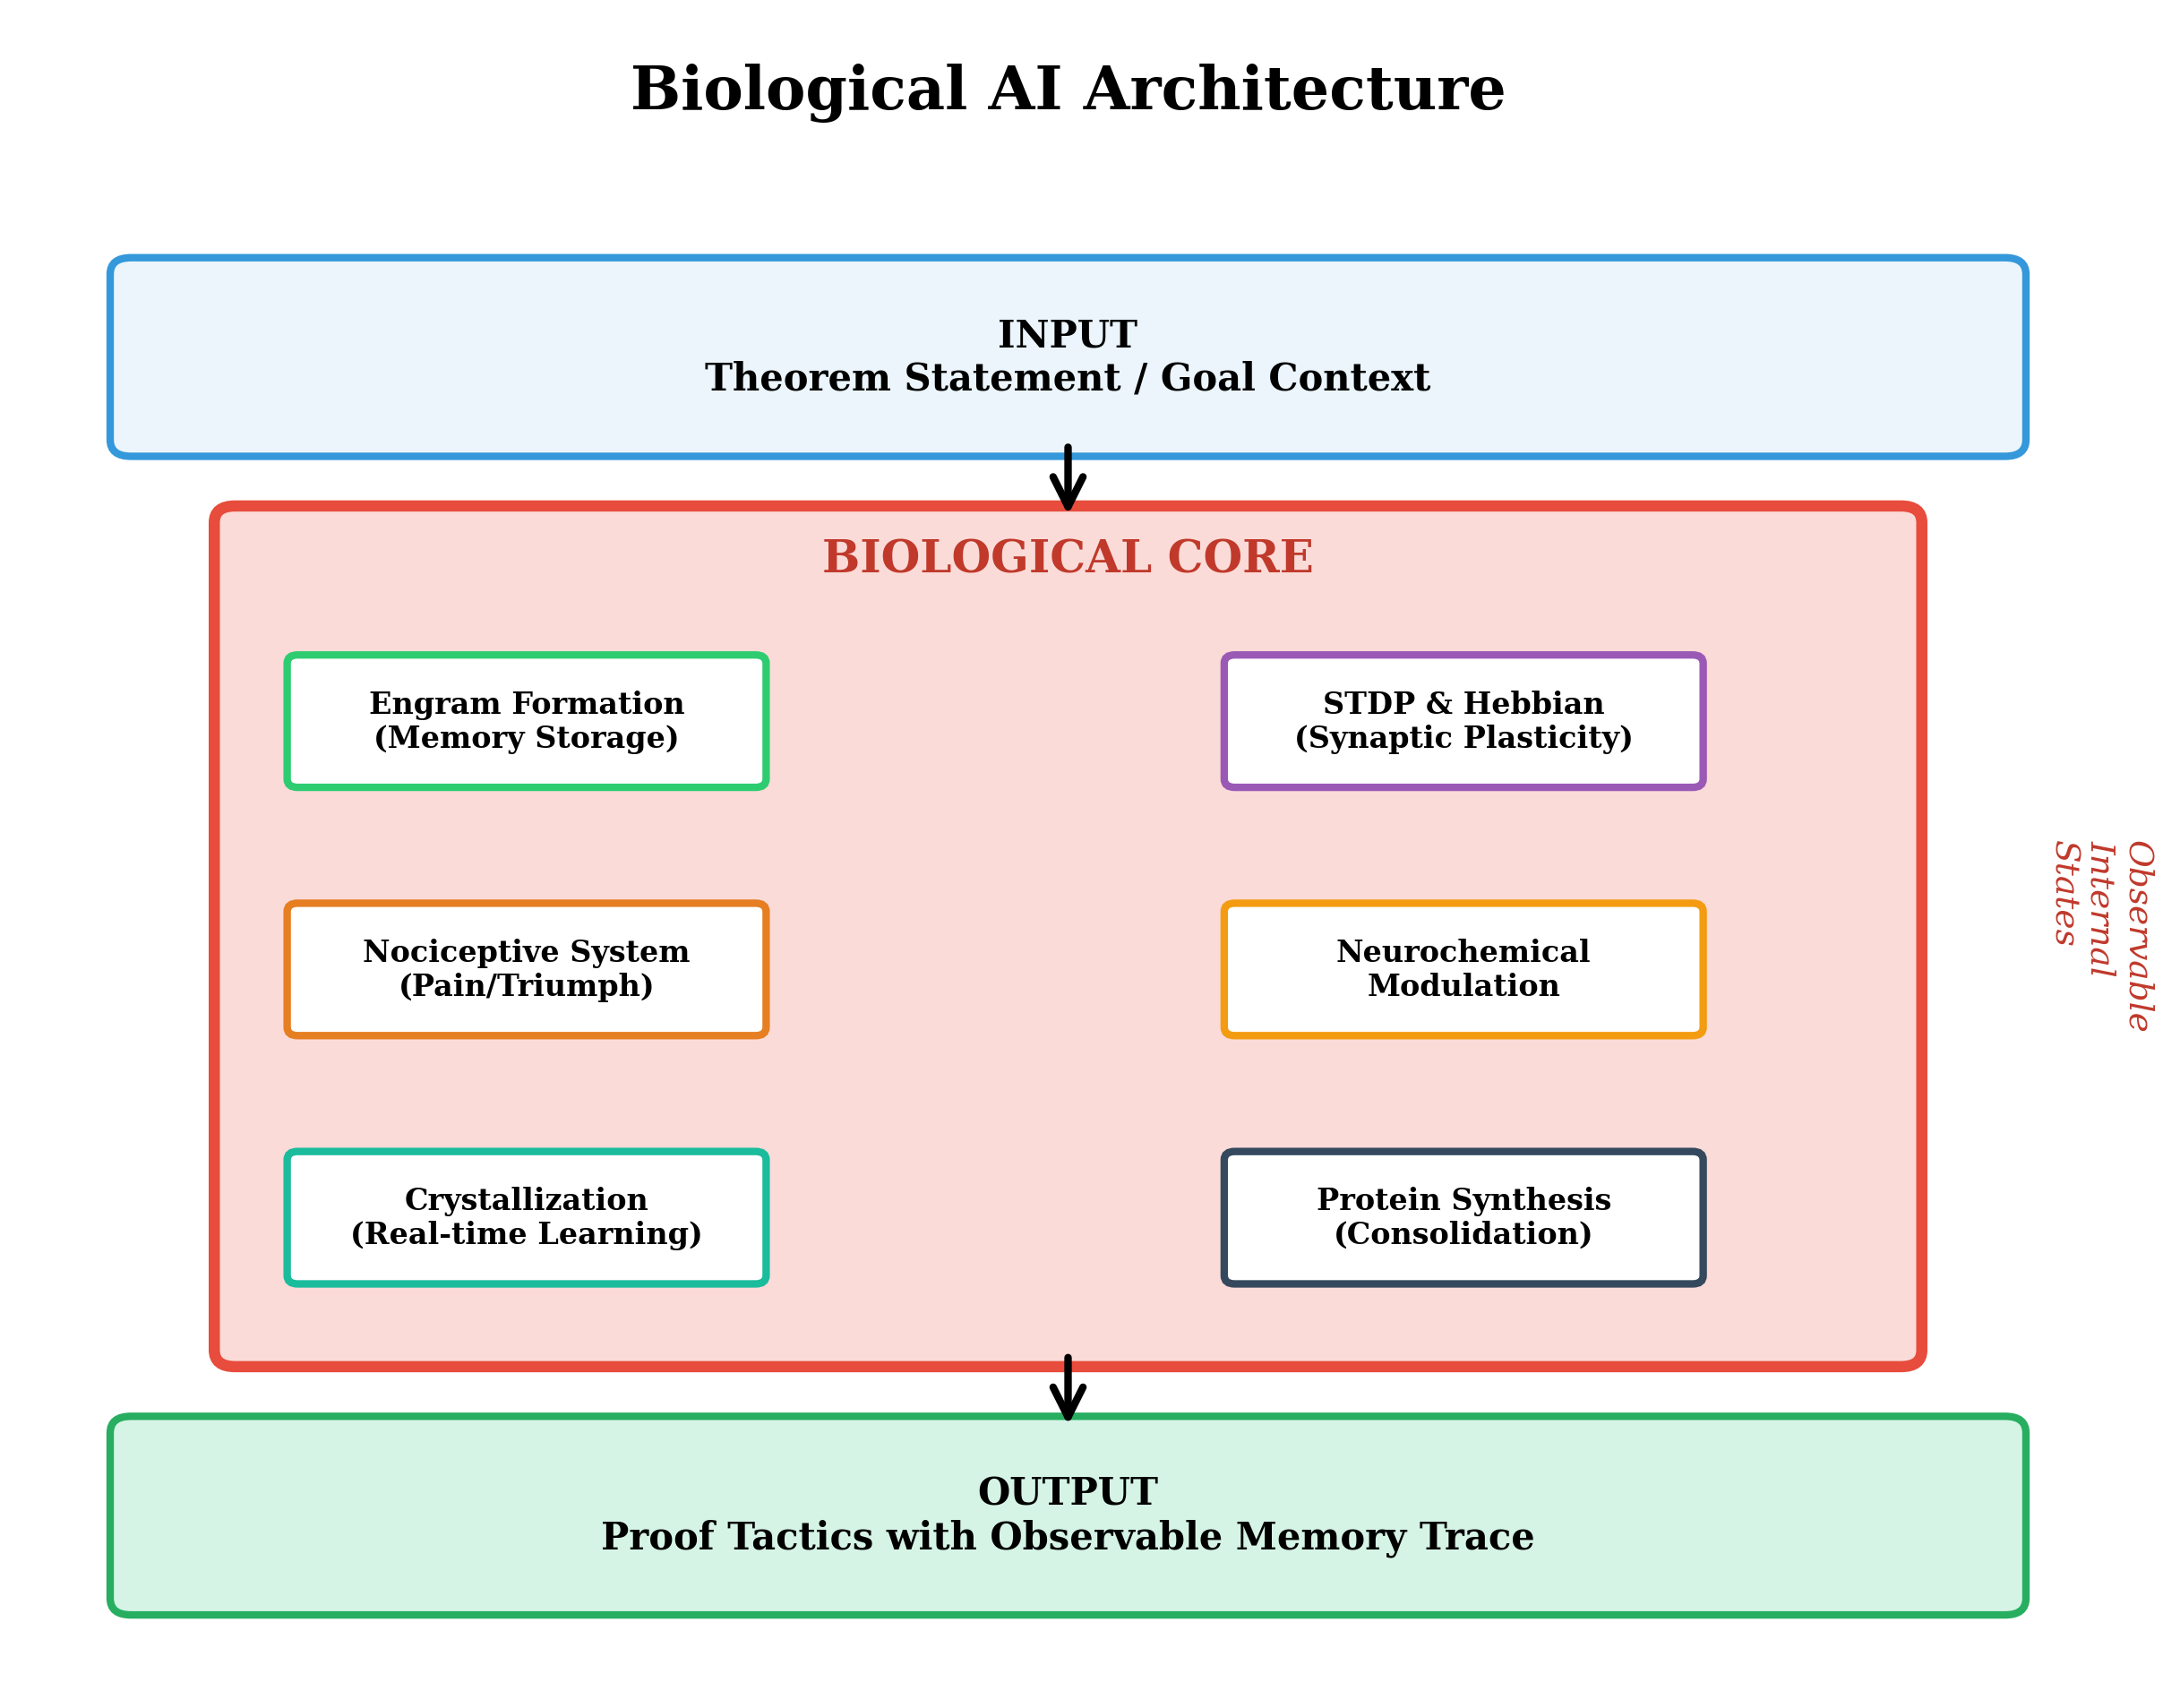 Biological AI Architecture
INPUT
Theorem Statement / Goal Context
BIOLOGICAL CORE
Engram Formation
(Memory Storage)
STDP & Hebbian
(Synaptic Plasticity)
Nociceptive System
(Pain/Triumph)
Neurochemical
Modulation
Observable
Internal
States
Crystallization
(Real-time Learning)
Protein Synthesis
(Consolidation)
OUTPUT
Proof Tactics with Observable Memory Trace